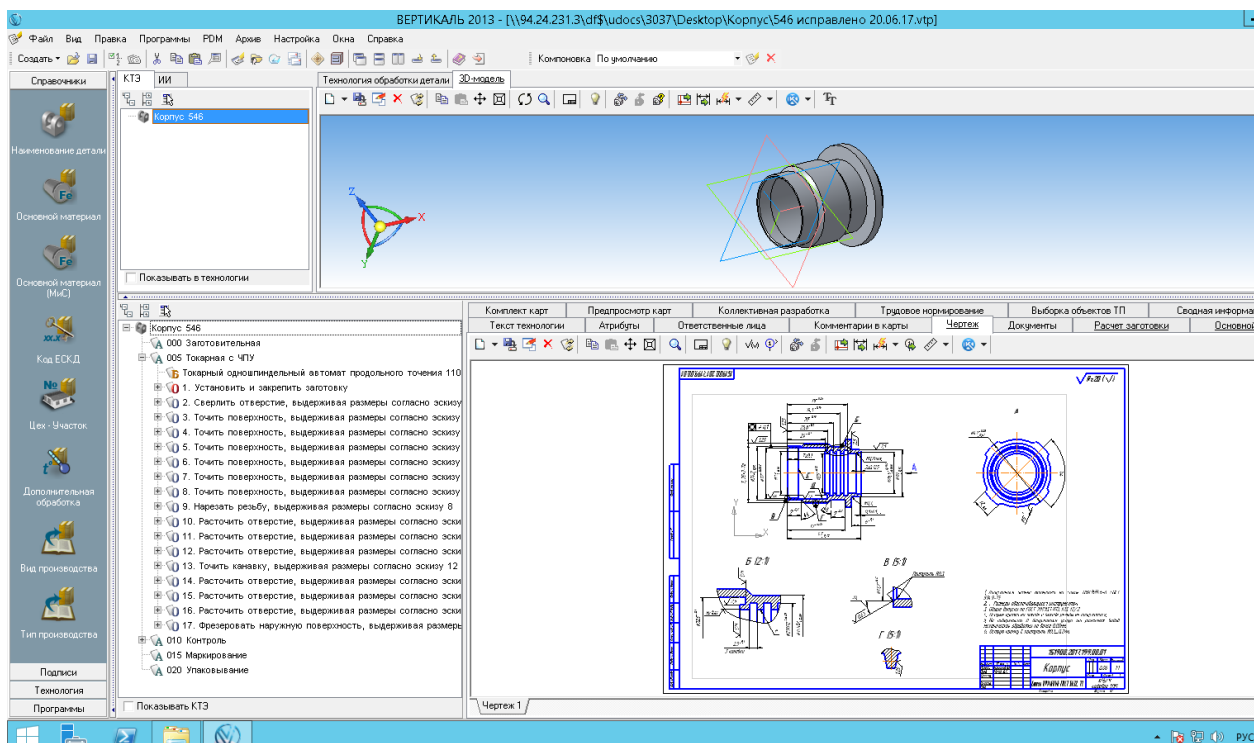 ВЕРТИКАЛЬ 2013 - [\\94.24.231.3\df$\udocs\3037\Desktop\Корпус\546 исправлено 20.06.17.vtp]
Файл Вид Правка Программы PDM Архив Настройка Окна Справка
Создать Компоновка По умолчанию
Справочники
КТЭ ИИ
Технология обработки детали 3D-модель
Корпус 546
Z
X
Y
Наименование детали
Основной материал
Основной материал (МиС)
Код ЕСКД
Цех - Участок
Дополнительная обработка
Вид производства
Тип производства
Подписи
Технология
Программы
Показывать в технологии
Корпус 546
000 Заготовительная
005 Токарная с ЧПУ
Токарный одношпиндельный автомат продольного точения 110
1. Установить и закрепить заготовку
2. Сверлить отверстие, выдерживая размеры согласно эскизу
3. Точить поверхность, выдерживая размеры согласно эскизу
4. Точить поверхность, выдерживая размеры согласно эскизу
5. Точить поверхность, выдерживая размеры согласно эскизу
6. Точить поверхность, выдерживая размеры согласно эскизу
7. Точить поверхность, выдерживая размеры согласно эскизу
8. Точить поверхность, выдерживая размеры согласно эскизу
9. Нарезать резьбу, выдерживая размеры согласно эскизу 8
10. Расточить отверстие, выдерживая размеры согласно эски
11. Расточить отверстие, выдерживая размеры согласно эски
12. Расточить отверстие, выдерживая размеры согласно эски
13. Точить канавку, выдерживая размеры согласно эскизу 12
14. Расточить отверстие, выдерживая размеры согласно эски
15. Расточить отверстие, выдерживая размеры согласно эски
16. Расточить отверстие, выдерживая размеры согласно эски
17. Фрезеровать наружную поверхность, выдерживая размеры
010 Контроль
015 Маркирование
020 Упаковывание
Показывать КТЭ
Комплект карт Предпросмотр карт Коллективная разработка Трудовое нормирование Выборка объектов ТП Сводная информа
Текст технологии Атрибуты Ответственные лица Комментарии в карты Чертеж Документы Расчет заготовки Основной
А
Б (2:1)
В (5:1)
Г (5:1)
Корпус
Чертеж 1
РУС